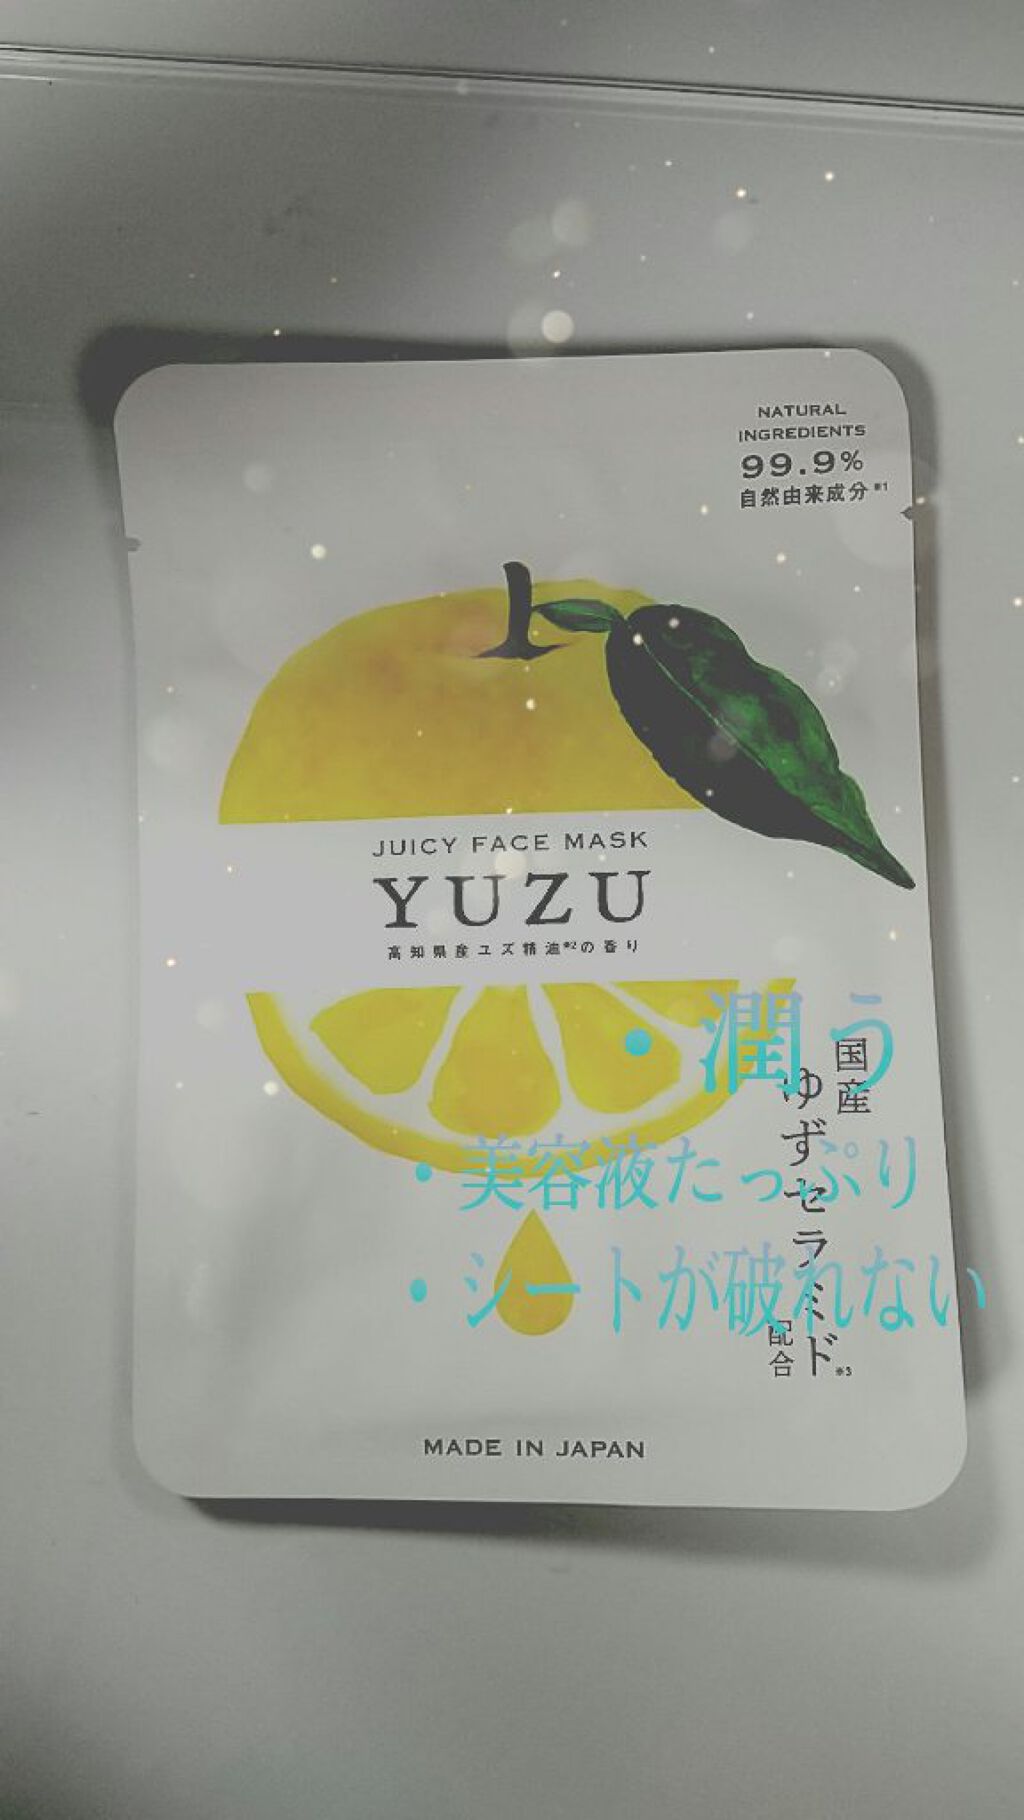 NATURAL
INGREDIENTS
99.9%
自然由来成分※1
JUICY FACE MASK
YUZU
高知県産ユズ精油※2の香り
国産
ゆずセラミド※3
配合
・潤う
・美容液たっぷり
・シートが破れない
MADE IN JAPAN